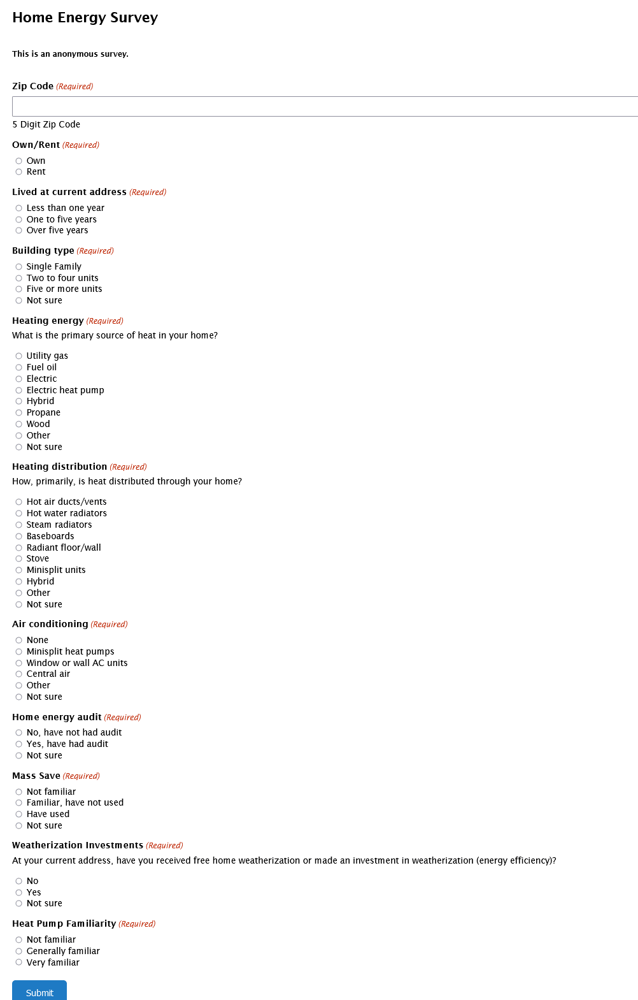 Home Energy Survey
This is an anonymous survey.
Zip Code (Required)
5 Digit Zip Code
Own/Rent (Required)
Own
Rent
Lived at current address (Required)
Less than one year
One to five years
Over five years
Building type (Required)
Single Family
Two to four units
Five or more units
Not sure
Heating energy (Required)
What is the primary source of heat in your home?
Utility gas
Fuel oil
Electric
Electric heat pump
Hybrid
Propane
Wood
Other
Not sure
Heating distribution (Required)
How, primarily, is heat distributed through your home?
Hot air ducts/vents
Hot water radiators
Steam radiators
Baseboards
Radiant floor/wall
Stove
Minisplit units
Hybrid
Other
Not sure
Air conditioning (Required)
None
Minisplit heat pumps
Window or wall AC units
Central air
Other
Not sure
Home energy audit (Required)
No, have not had audit
Yes, have had audit
Not sure
Mass Save (Required)
Not familiar
Familiar, have not used
Have used
Not sure
Weatherization Investments (Required)
At your current address, have you received free home weatherization or made an investment in weatherization (energy efficiency)?
No
Yes
Not sure
Heat Pump Familiarity (Required)
Not familiar
Generally familiar
Very familiar
Submit